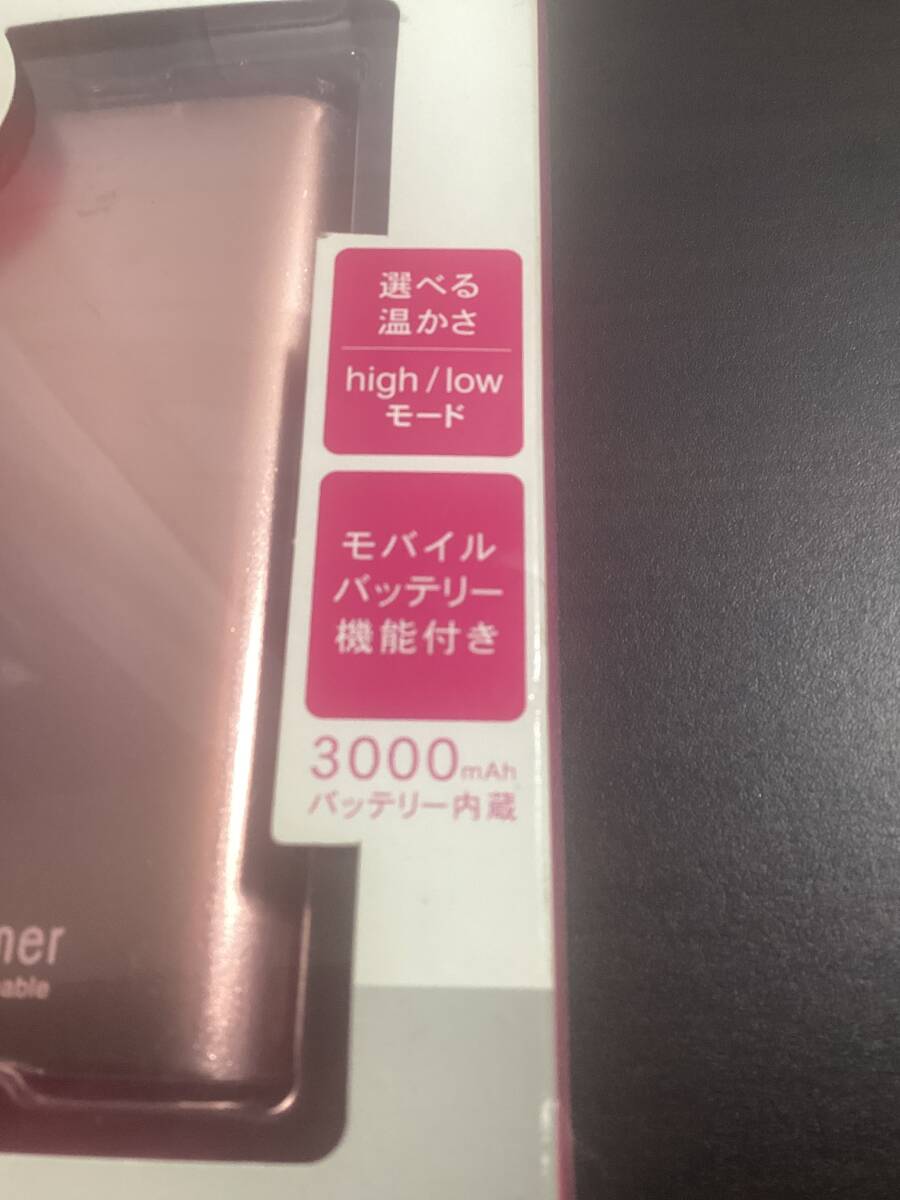 選べる
温かさ
high / low
モード
モバイル
バッテリー
機能付き
3000mAh
バッテリー内蔵
mer
able